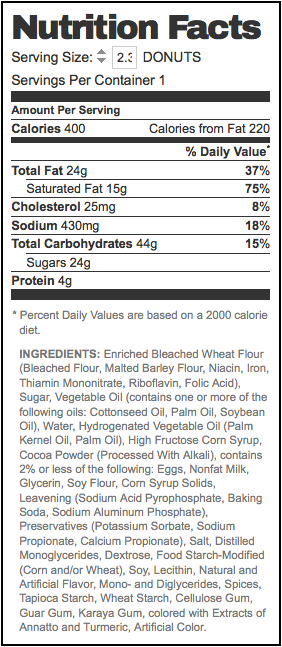 Nutrition Facts
Serving Size: 2.3 DONUTS
Servings Per Container 1
Amount Per Serving
Calories 400 Calories from Fat 220
% Daily Value*
Total Fat 24g 37%
Saturated Fat 15g 75%
Cholesterol 25mg 8%
Sodium 430mg 18%
Total Carbohydrates 44g 15%
Sugars 24g
Protein 4g
* Percent Daily Values are based on a 2000 calorie
diet.
INGREDIENTS: Enriched Bleached Wheat Flour
(Bleached Flour, Malted Barley Flour, Niacin, Iron,
Thiamin Mononitrate, Riboflavin, Folic Acid),
Sugar, Vegetable Oil (contains one or more of the
following oils: Cottonseed Oil, Palm Oil, Soybean
Oil), Water, Hydrogenated Vegetable Oil (Palm
Kernel Oil, Palm Oil), High Fructose Corn Syrup,
Cocoa Powder (Processed With Alkali), contains
2% or less of the following: Eggs, Nonfat Milk,
Glycerin, Soy Flour, Corn Syrup Solids,
Leavening (Sodium Acid Pyrophosphate, Baking
Soda, Sodium Aluminum Phosphate),
Preservatives (Potassium Sorbate, Sodium
Propionate, Calcium Propionate), Salt, Distilled
Monoglycerides, Dextrose, Food Starch-Modified
(Corn and/or Wheat), Soy, Lecithin, Natural and
Artificial Flavor, Mono- and Diglycerides, Spices,
Tapioca Starch, Wheat Starch, Cellulose Gum,
Guar Gum, Karaya Gum, colored with Extracts of
Annatto and Turmeric, Artificial Color.